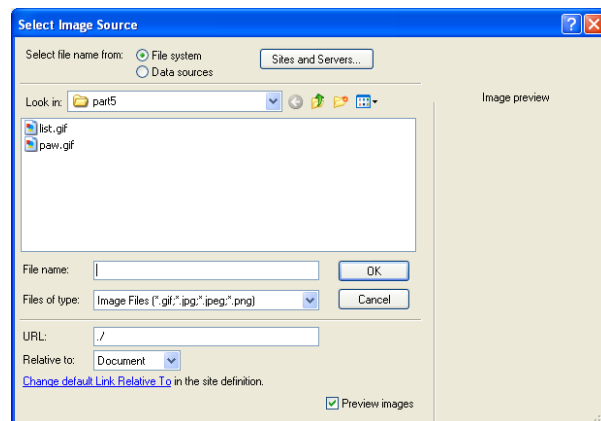 Select Image Source
Select file name from: File system Sites and Servers...
Data sources
Look in: part5
Image preview
list.gif
paw.gif
File name: OK
Files of type: Image Files (*.gif;*.jpg;*.jpeg;*.png) Cancel
URL: ./
Relative to: Document
Change default Link Relative To in the site definition.
Preview images